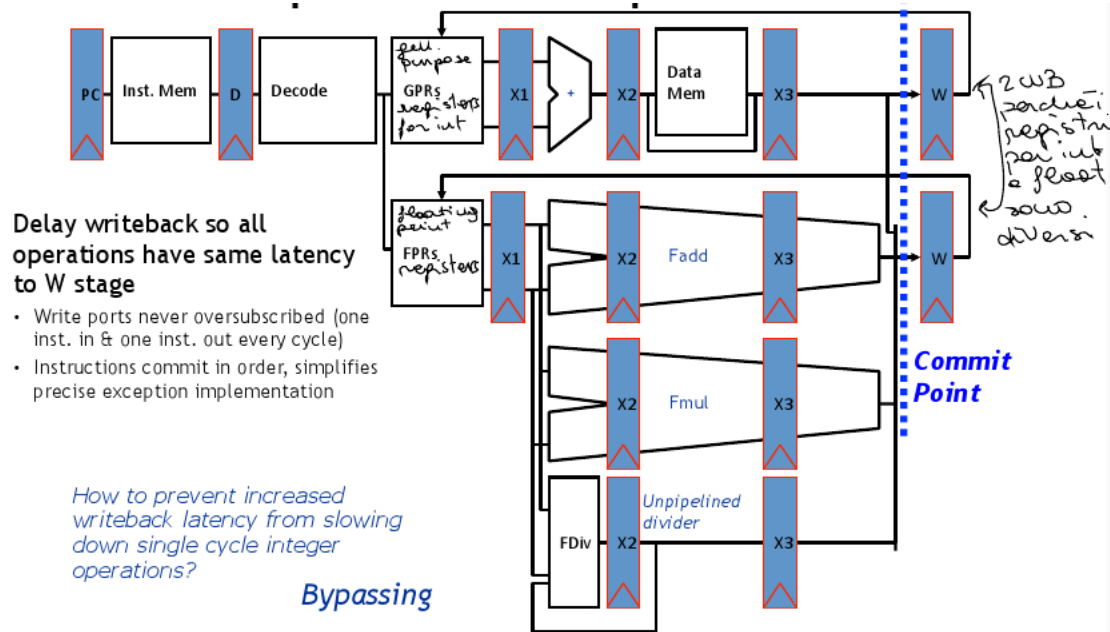 PC
Inst. Mem
D
Decode
gen.
purpose
GPRs
registers
for int
X1
+
X2
Data
Mem
X3
W
2 WB
perché i
registri
per int
e float
sono
diversi
Delay writeback so all
operations have same latency
to W stage
• Write ports never oversubscribed (one
inst. in & one inst. out every cycle)
• Instructions commit in order, simplifies
precise exception implementation
floating
point
FPRs
registers
X1
X2
Fadd
X3
W
Commit
Point
X2
Fmul
X3
How to prevent increased
writeback latency from slowing
down single cycle integer
operations?
Bypassing
FDiv
X2
Unpipelined
divider
X3